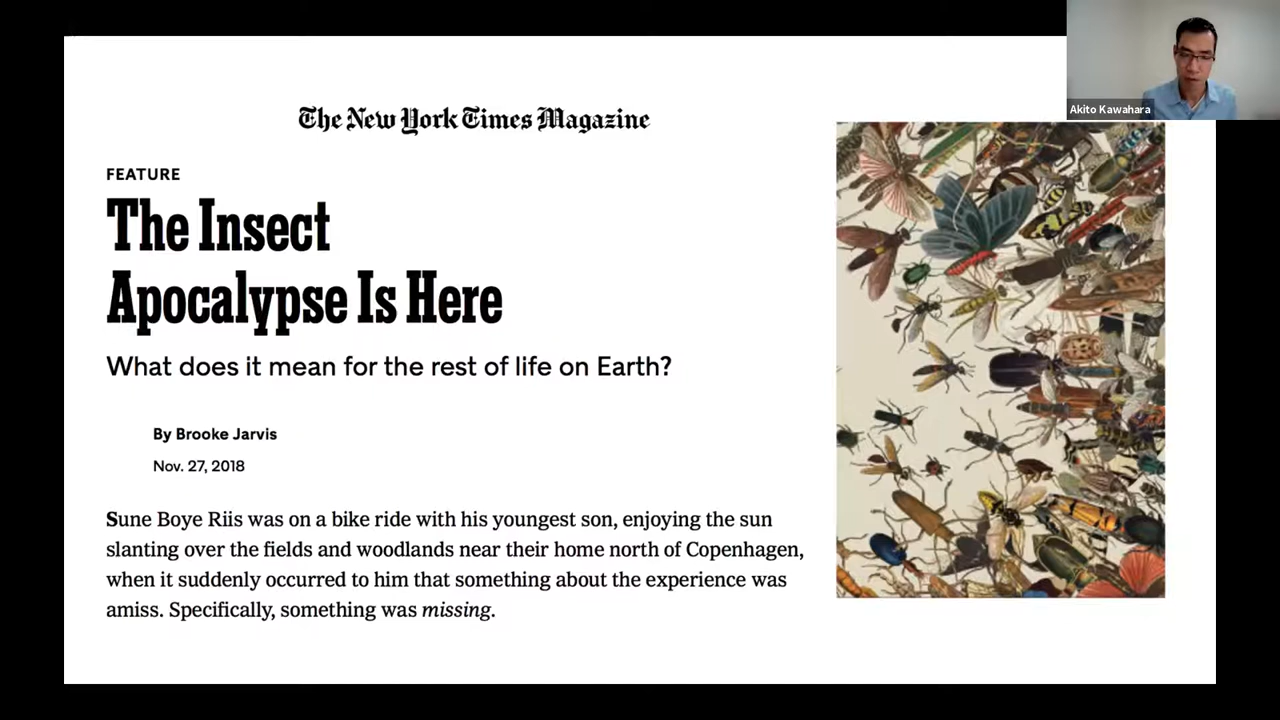 Akito Kawahara
The New York Times Magazine
FEATURE
The Insect
Apocalypse Is Here
What does it mean for the rest of life on Earth?
By Brooke Jarvis
Nov. 27, 2018
Sune Boye Riis was on a bike ride with his youngest son, enjoying the sun
slanting over the fields and woodlands near their home north of Copenhagen,
when it suddenly occurred to him that something about the experience was
amiss. Specifically, something was missing.